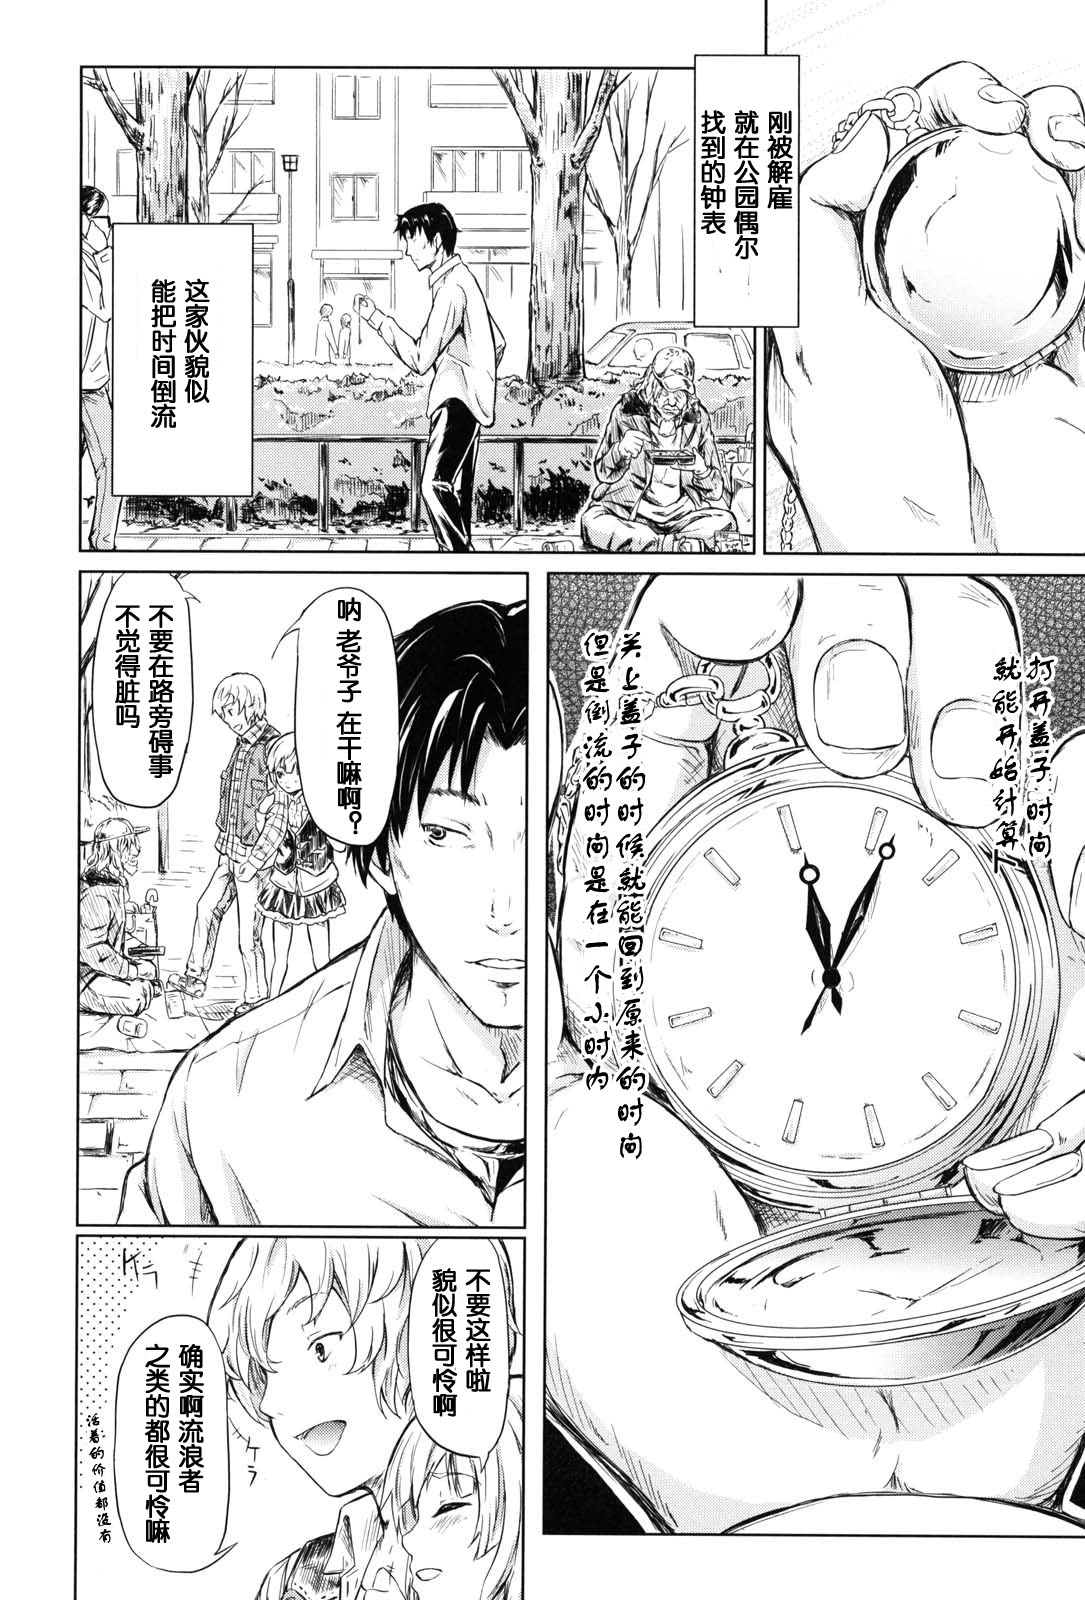 刚被解雇
就在公园偶尔
找到的钟表
这家伙貌似
能把时间倒流
打开盖子时间
就能开始计算
关上盖子的时候就能回到原来的时间
但是倒流的时间是在一个小时内
呐 老爷子 在干嘛啊？
不要在路旁碍事
不觉得脏吗
不要这样啦
貌似很可怜啊
ケラ
ケラ
确实啊流浪者
之类的都很可怜嘛
活着的价值都没有